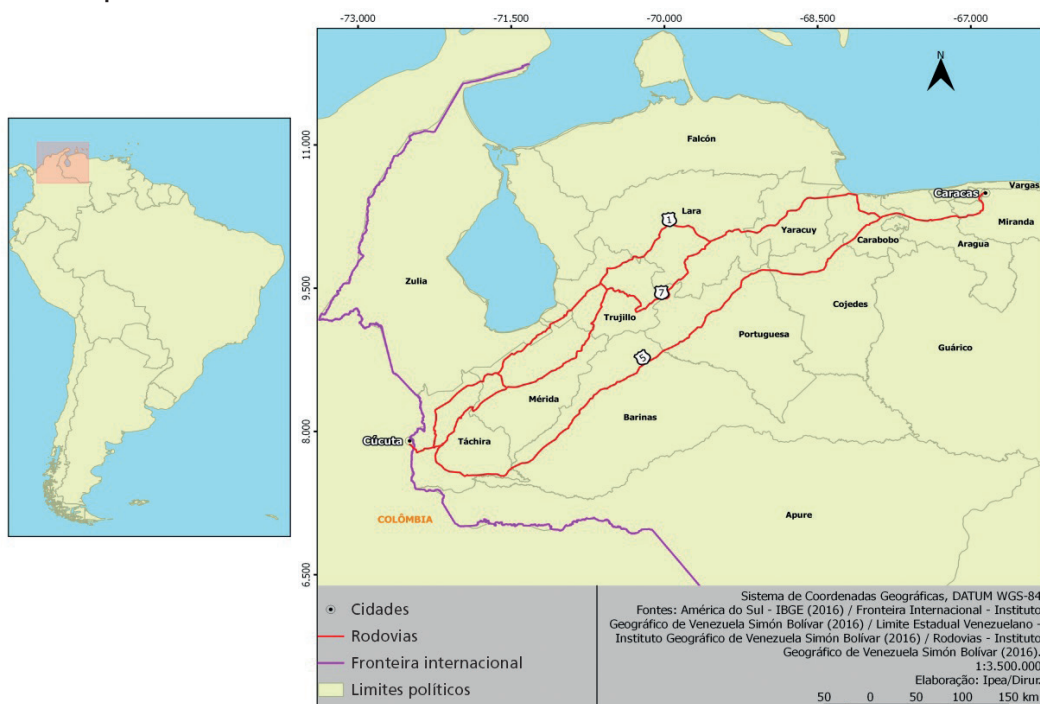 -73.000
-71.500
-70.000
-68.500
-67.000
N
11.000
Falcón
Caracas
Vargas
Lara
1
Miranda
Yaracuy
Carabobo
Aragua
Zulia
9.500
7
Cojedes
Trujillo
Portuguesa
Guárico
5
Mérida
Barinas
8.000
Cúcuta
Táchira
COLÔMBIA
Apure
6.500
Cidades
Rodovias
Fronteira internacional
Limites políticos
Sistema de Coordenadas Geográficas, DATUM WGS-84
Fontes: América do Sul - IBGE (2016) / Fronteira Internacional - Instituto
Geográfico de Venezuela Simón Bolívar (2016) / Limite Estadual Venezuelano -
Instituto Geográfico de Venezuela Simón Bolívar (2016) / Rodovias - Instituto
Geográfico de Venezuela Simón Bolívar (2016).
1:3.500.000
Elaboração: Ipea/Dirur.
50 0 50 100 150 km